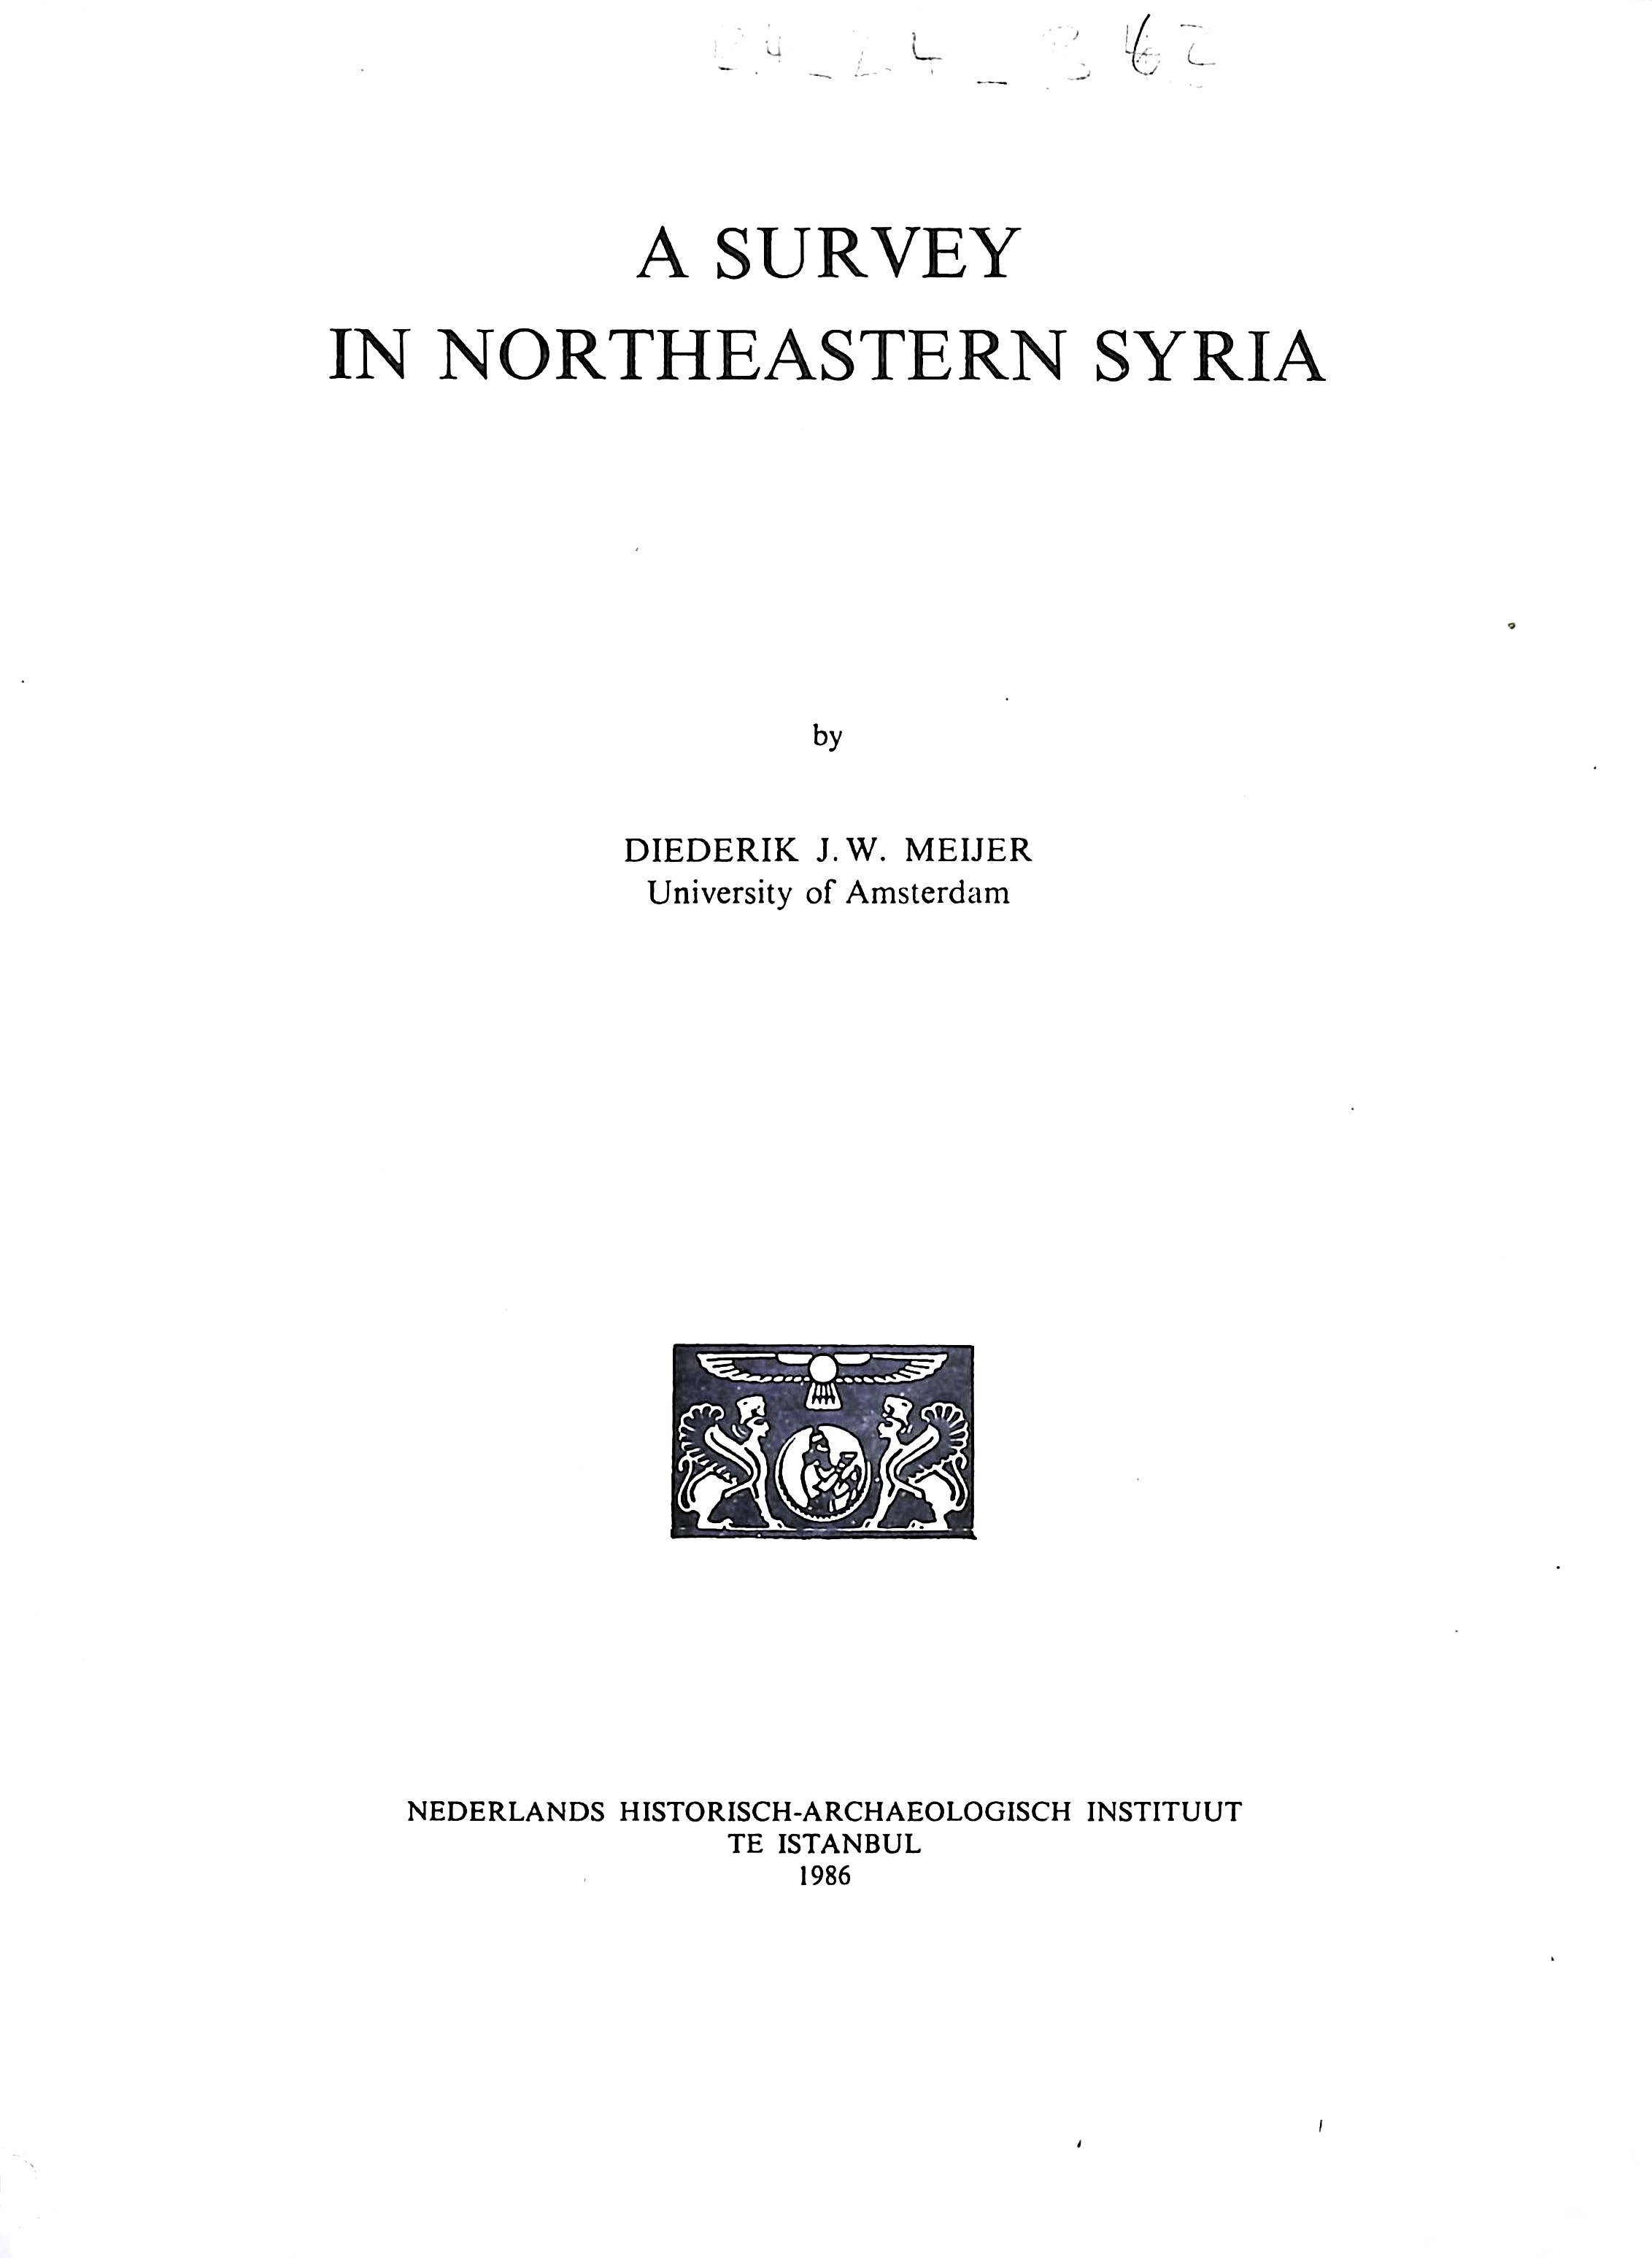 A SURVEY
IN NORTHEASTERN SYRIA
by
DIEDERIK J. W. MEIJER
University of Amsterdam
NEDERLANDS HISTORISCH-ARCHAEOLOGISCH INSTITUUT
TE ISTANBUL
1986